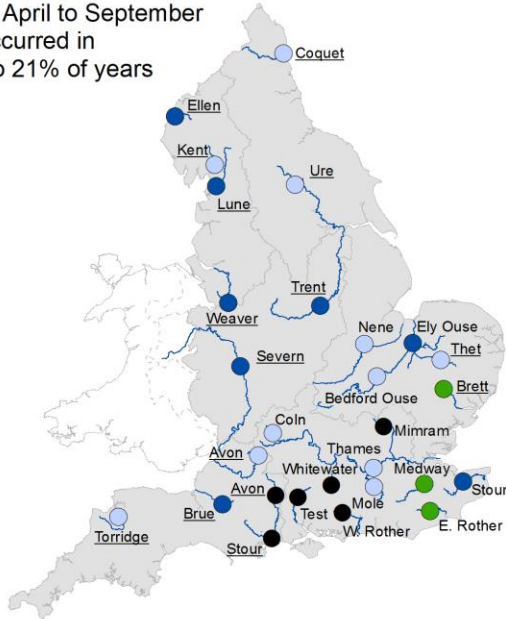 April to September
curred in
o 21% of years
Coquet
Ellen
Kent
Ure
Lune
Trent
Weaver
Nene
Ely Ouse
Severn
Thet
Bedford Ouse
Brett
Coln
Mimram
Avon
Thames
Whitewater
Medway
Avon
Stour
Brue
Test
Mole
E. Rother
Torridge
W. Rother
Stour